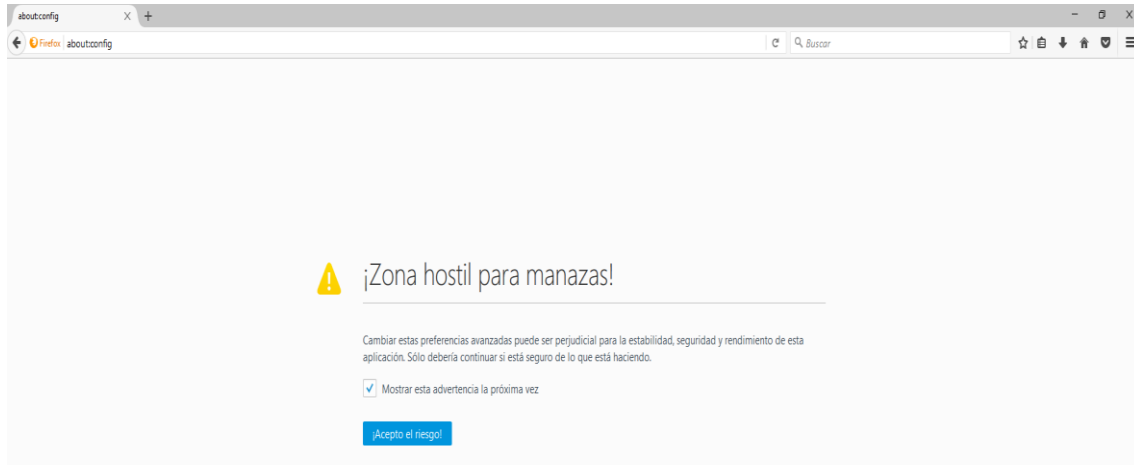 about:config
Firefox about:config Buscar
¡Zona hostil para manazas!
Cambiar estas preferencias avanzadas puede ser perjudicial para la estabilidad, seguridad y rendimiento de esta
aplicación. Sólo debería continuar si está seguro de lo que está haciendo.
Mostrar esta advertencia la próxima vez
¡Acepto el riesgo!